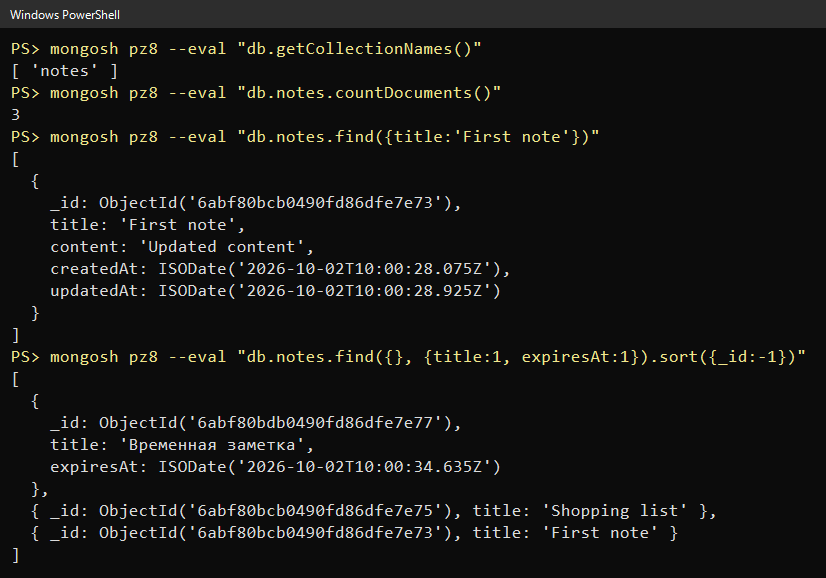 Windows PowerShell
PS> mongosh pz8 --eval "db.getCollectionNames()"
[ 'notes' ]
PS> mongosh pz8 --eval "db.notes.countDocuments()"
3
PS> mongosh pz8 --eval "db.notes.find({title:'First note'})"
[
  {
    _id: ObjectId('6abf80bcb0490fd86dfe7e73'),
    title: 'First note',
    content: 'Updated content',
    createdAt: ISODate('2026-10-02T10:00:28.075Z'),
    updatedAt: ISODate('2026-10-02T10:00:28.925Z')
  }
]
PS> mongosh pz8 --eval "db.notes.find({}, {title:1, expiresAt:1}).sort({_id:-1})"
[
  {
    _id: ObjectId('6abf80bdb0490fd86dfe7e77'),
    title: 'Временная заметка',
    expiresAt: ISODate('2026-10-02T10:00:34.635Z')
  },
  { _id: ObjectId('6abf80bcb0490fd86dfe7e75'), title: 'Shopping list' },
  { _id: ObjectId('6abf80bcb0490fd86dfe7e73'), title: 'First note' }
]